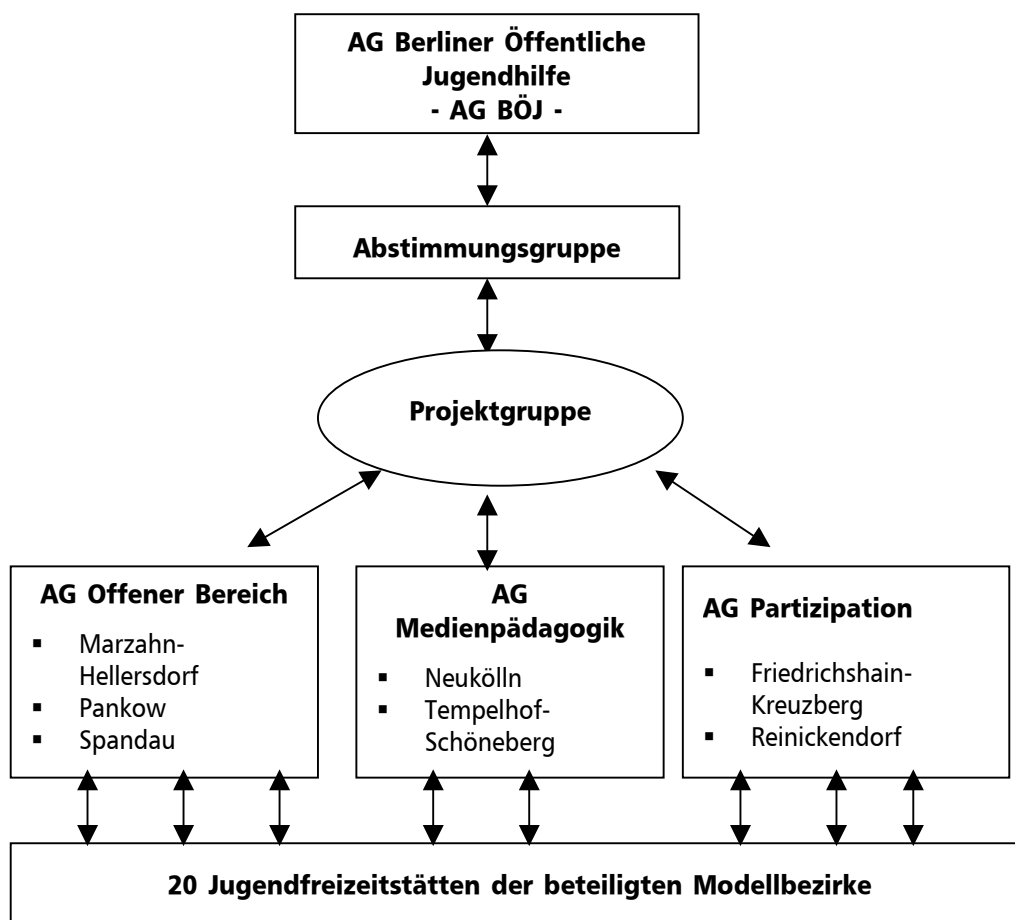 AG Berliner Öffentliche
Jugendhilfe
- AG BÖJ -
Abstimmungsgruppe
Projektgruppe
AG Offener Bereich
▪ Marzahn-
Hellersdorf
▪ Pankow
▪ Spandau
AG
Medienpädagogik
▪ Neukölln
▪ Tempelhof-
Schöneberg
AG Partizipation
▪ Friedrichshain-
Kreuzberg
▪ Reinickendorf
20 Jugendfreizeitstätten der beteiligten Modellbezirke